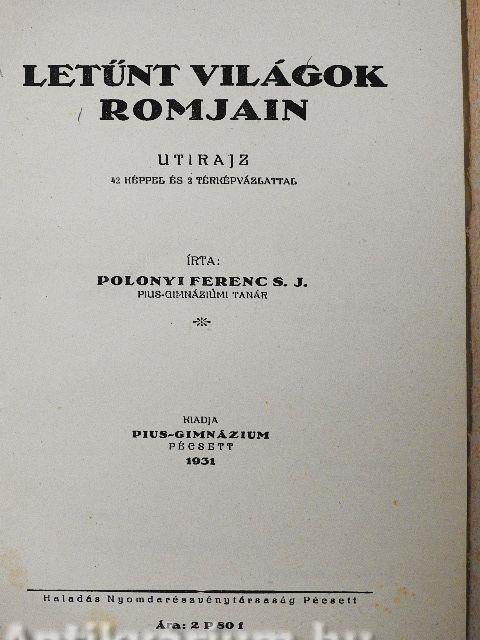 LETŰNT VILÁGOK
ROMJAIN
UTIRAJZ
42 KÉPPEL ÉS 2 TÉRKÉPVÁZLATTAL
ÍRTA:
POLONYI FERENC S. J.
PIUS-GIMNÁZIUMI TANÁR
KIADJA
PIUS-GIMNÁZIUM
PÉCSETT
1931
Haladás Nyomdarészvénytársaság Pécsett
Ára: 2 P 80 f